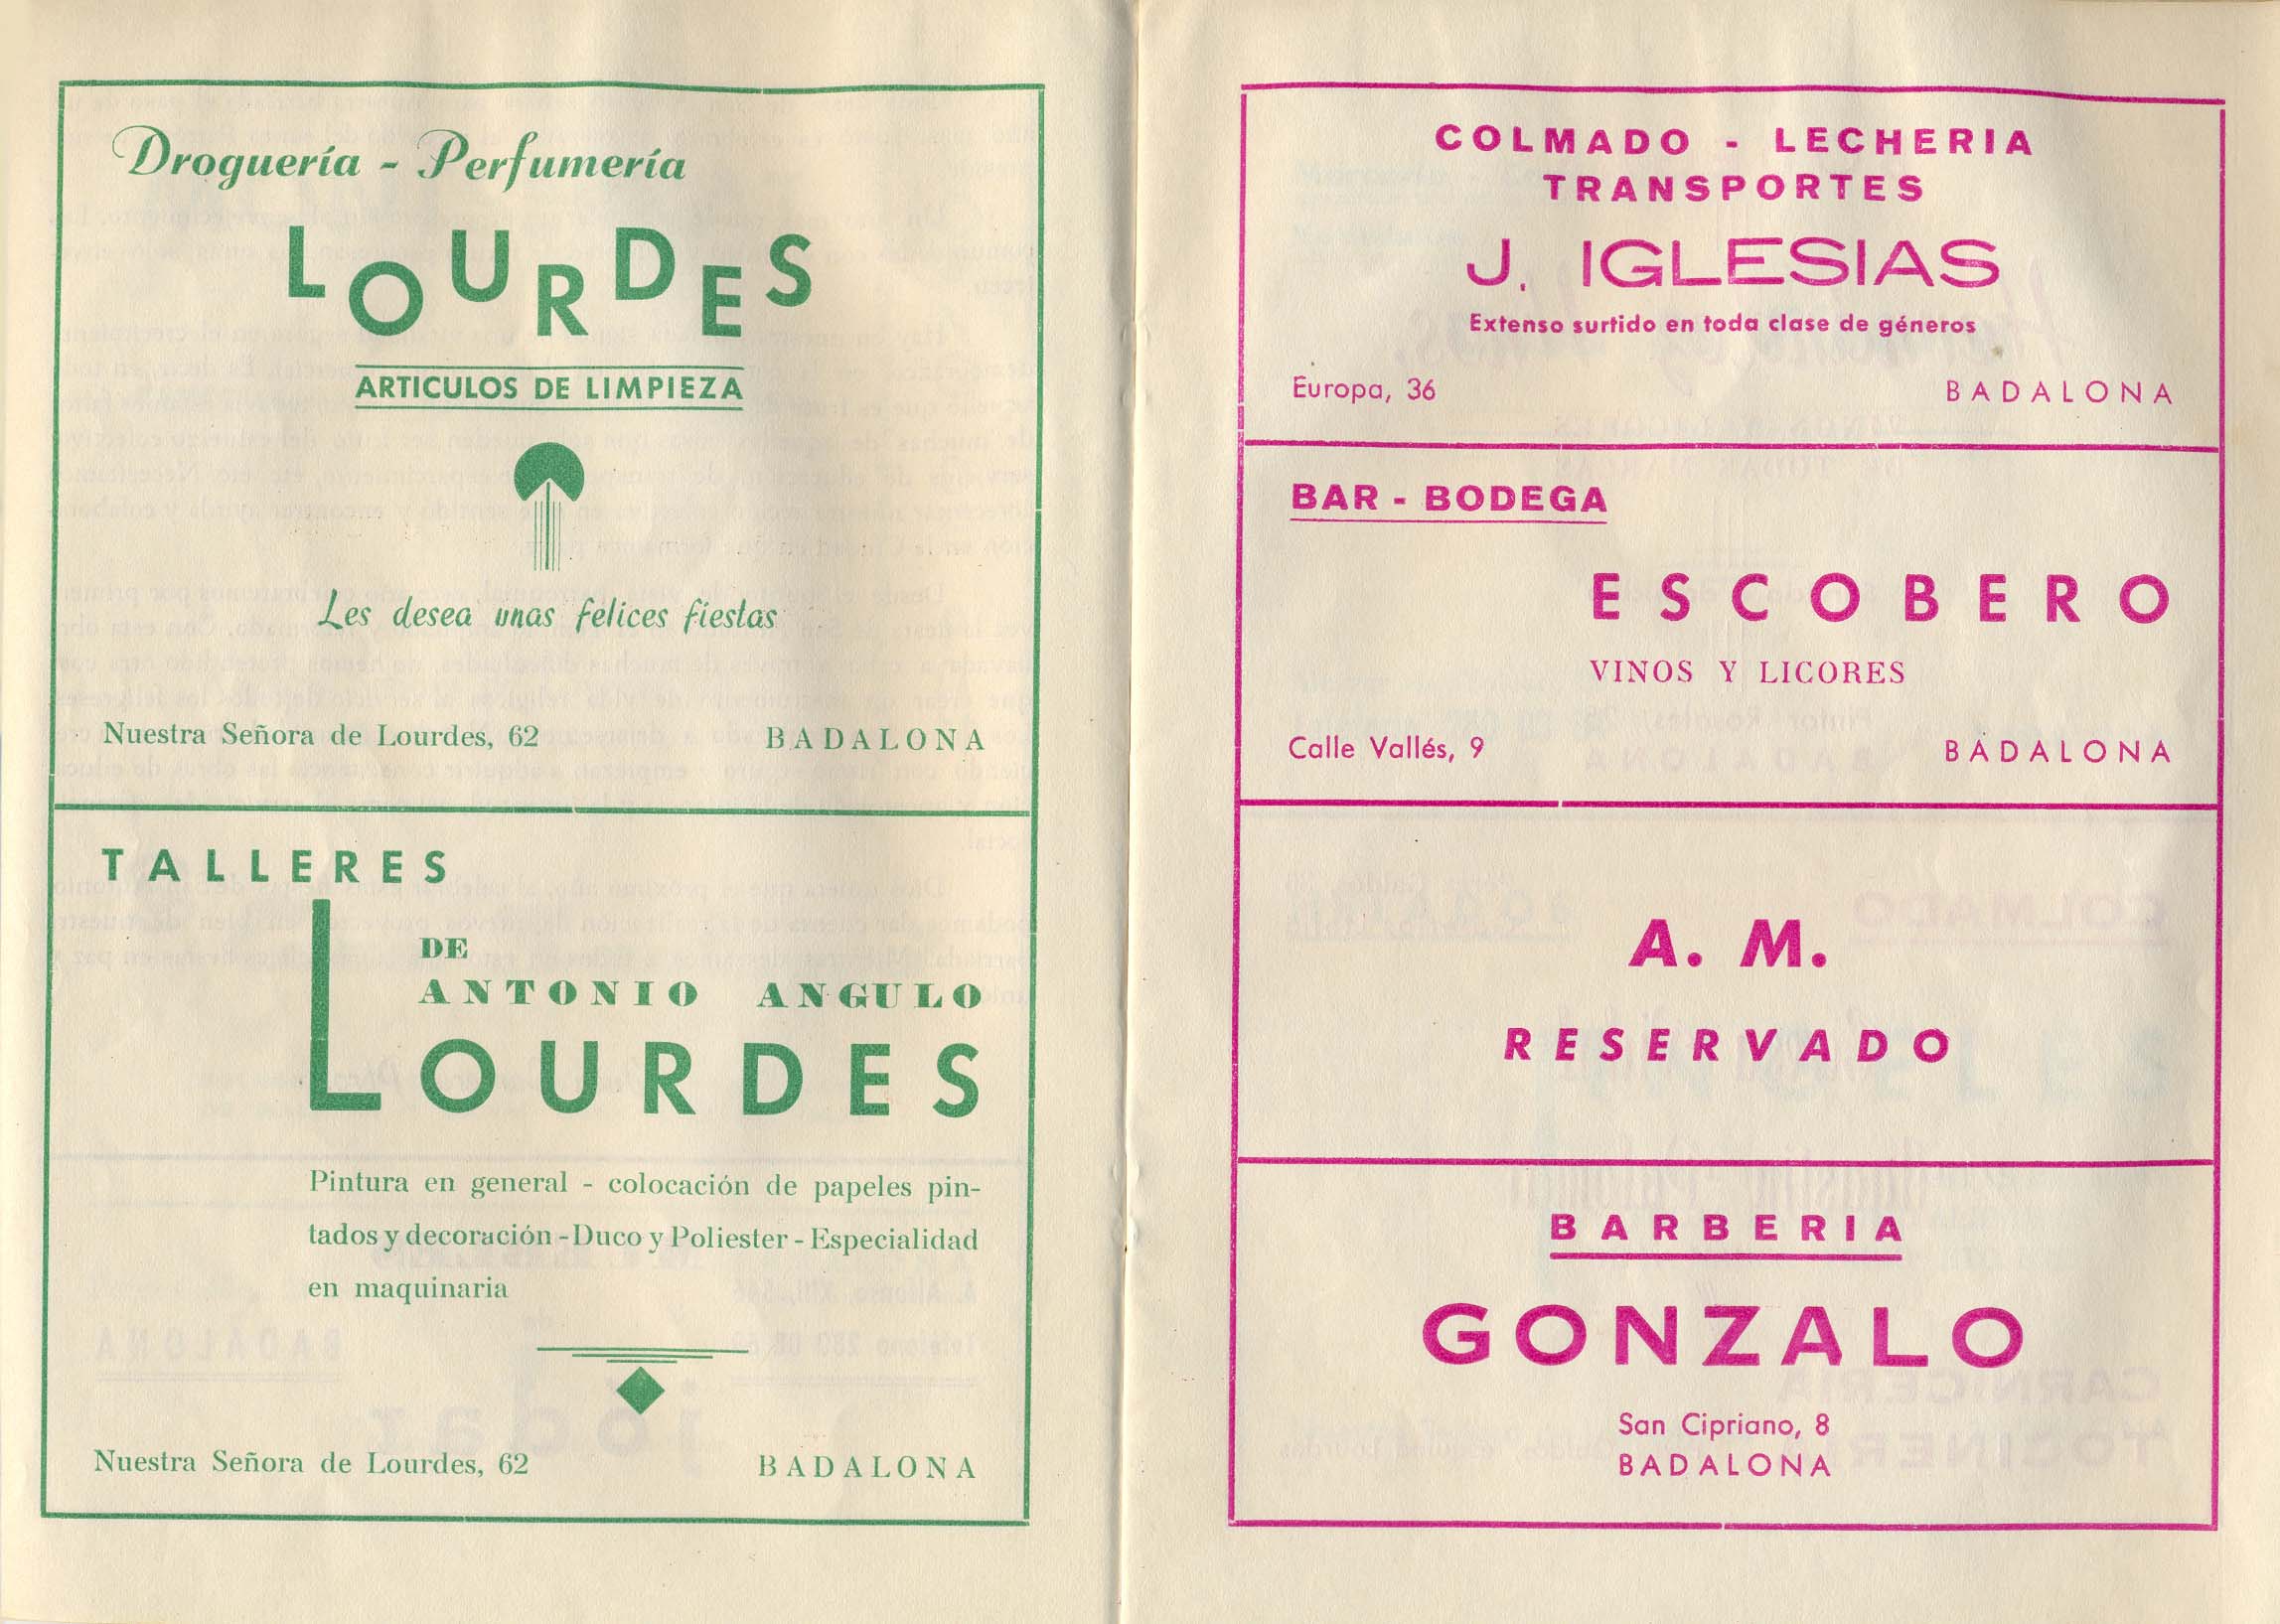 Droguería - Perfumería
LOURDES
ARTICULOS DE LIMPIEZA
Les desea unas felices fiestas
Nuestra Señora de Lourdes, 62 BADALONA
TALLERES
DE
ANTONIO ANGULO
LOURDES
Pintura en general - colocación de papeles pin-
tados y decoración - Duco y Poliester - Especialidad
en maquinaria
Nuestra Señora de Lourdes, 62 BADALONA
COLMADO - LECHERIA
TRANSPORTES
J. IGLESIAS
Extenso surtido en toda clase de géneros
Europa, 36 BADALONA
BAR - BODEGA
ESCOBERO
VINOS Y LICORES
Calle Vallés, 9 BADALONA
A. M.
RESERVADO
BARBERIA
GONZALO
San Cipriano, 8
BADALONA